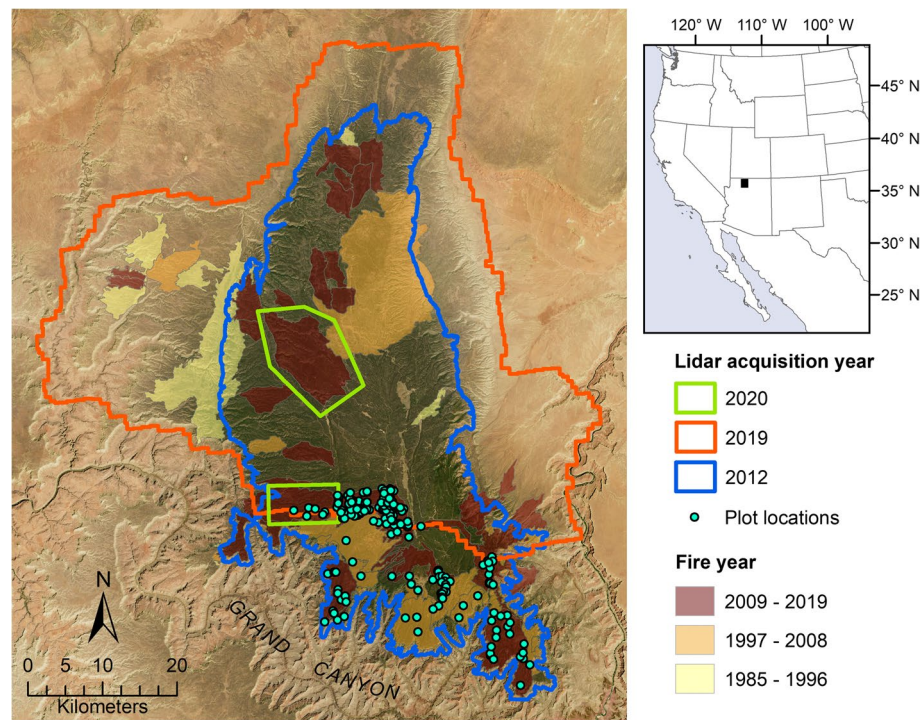 120° W 110° W 100° W
45° N
40° N
35° N
30° N
25° N
Lidar acquisition year
2020
2019
2012
Plot locations
Fire year
2009 - 2019
1997 - 2008
1985 - 1996
N
0 5 10 20
Kilometers
GRAND CANYON